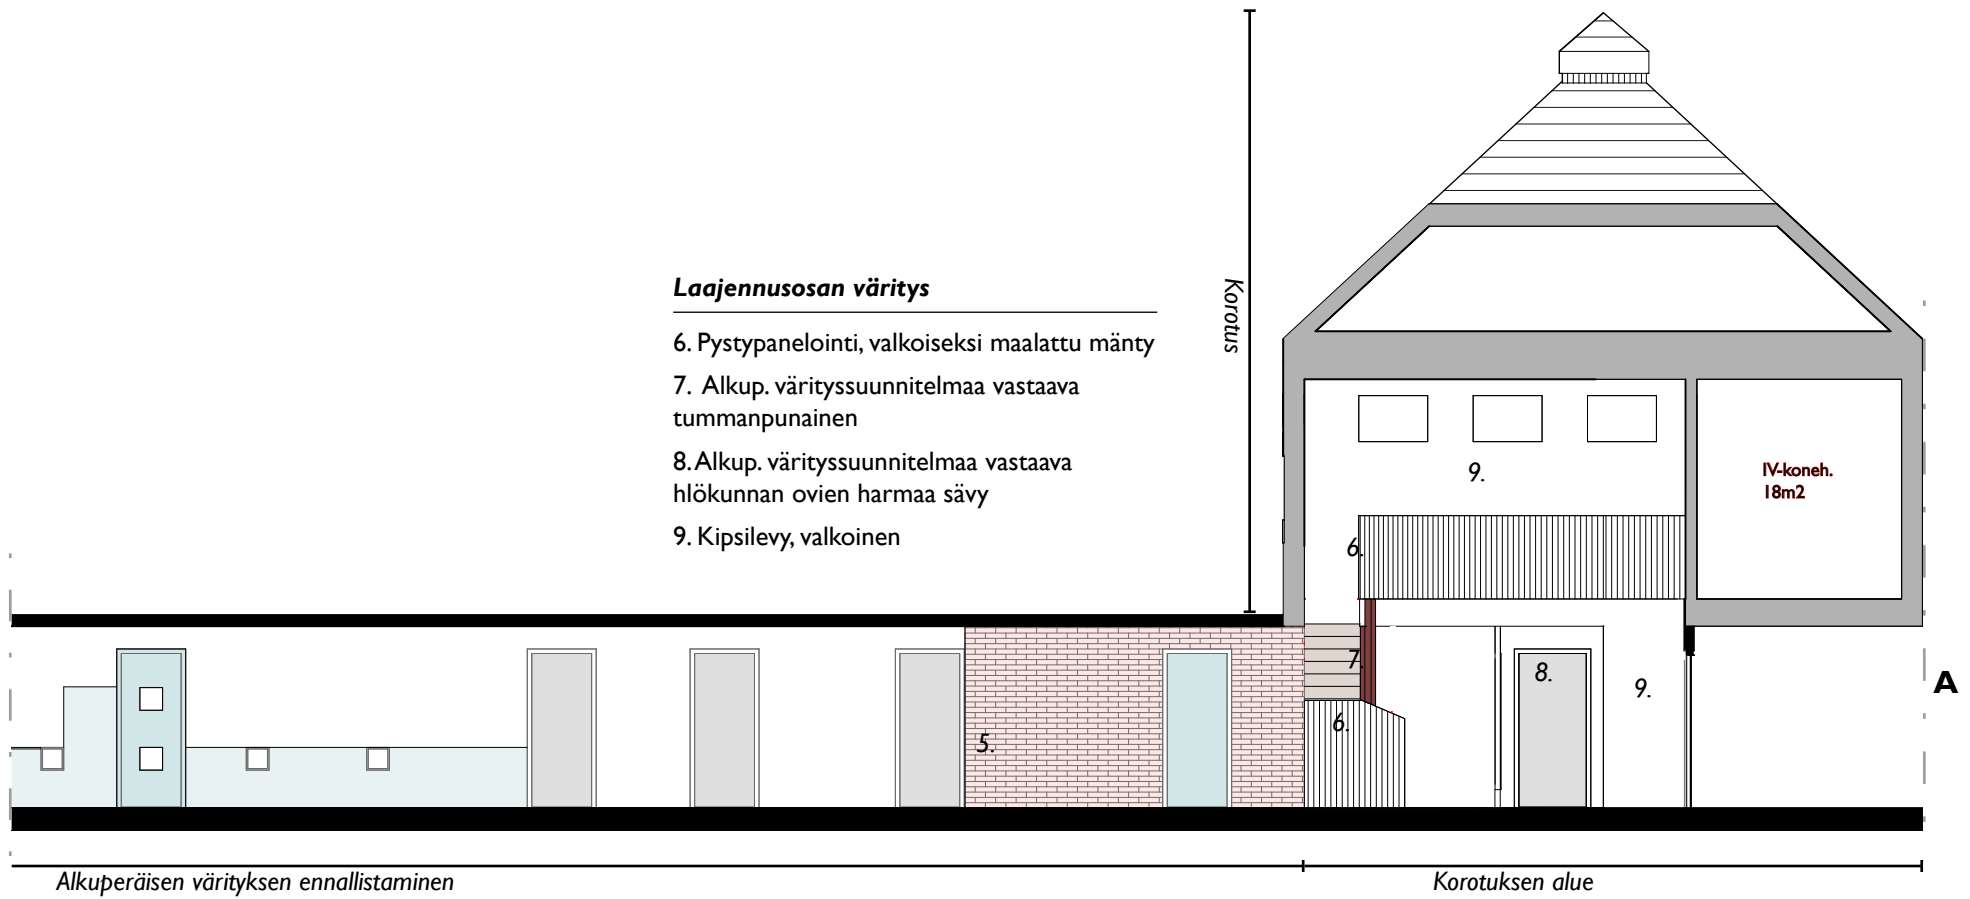 Laajennusosan väritys
6. Pystypanelointi, valkoiseksi maalattu mänty
7. Alkup. värityssuunnitelmaa vastaava
tummanpunainen
8. Alkup. värityssuunnitelmaa vastaava
hlökunnan ovien harmaa sävy
9. Kipsilevy, valkoinen
Korotus
9.
IV-koneh.
18m2
6.
7.
8.
9.
6.
5.
A
Alkuperäisen värityksen ennallistaminen
Korotuksen alue